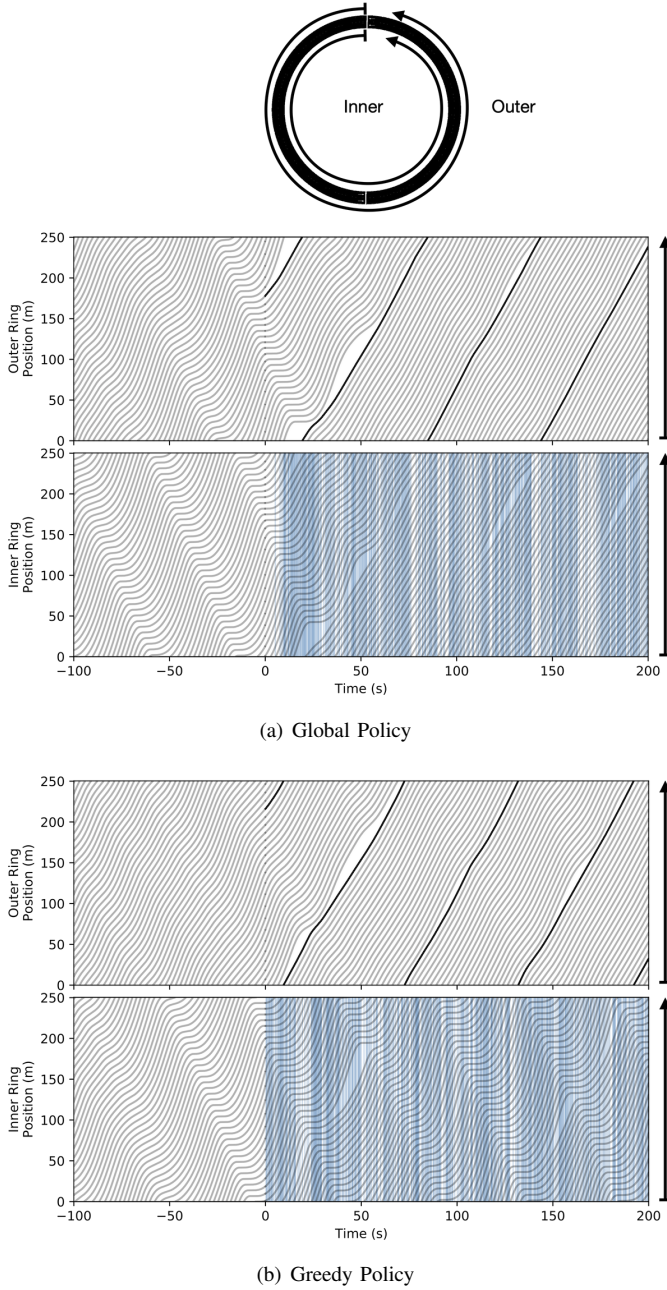 Inner
Outer
Outer Ring
Position (m)
250
200
150
100
50
0
Inner Ring
Position (m)
250
200
150
100
50
0
−100
−50
0
50
100
150
200
Time (s)
(a) Global Policy
Outer Ring
Position (m)
250
200
150
100
50
0
Inner Ring
Position (m)
250
200
150
100
50
0
−100
−50
0
50
100
150
200
Time (s)
(b) Greedy Policy